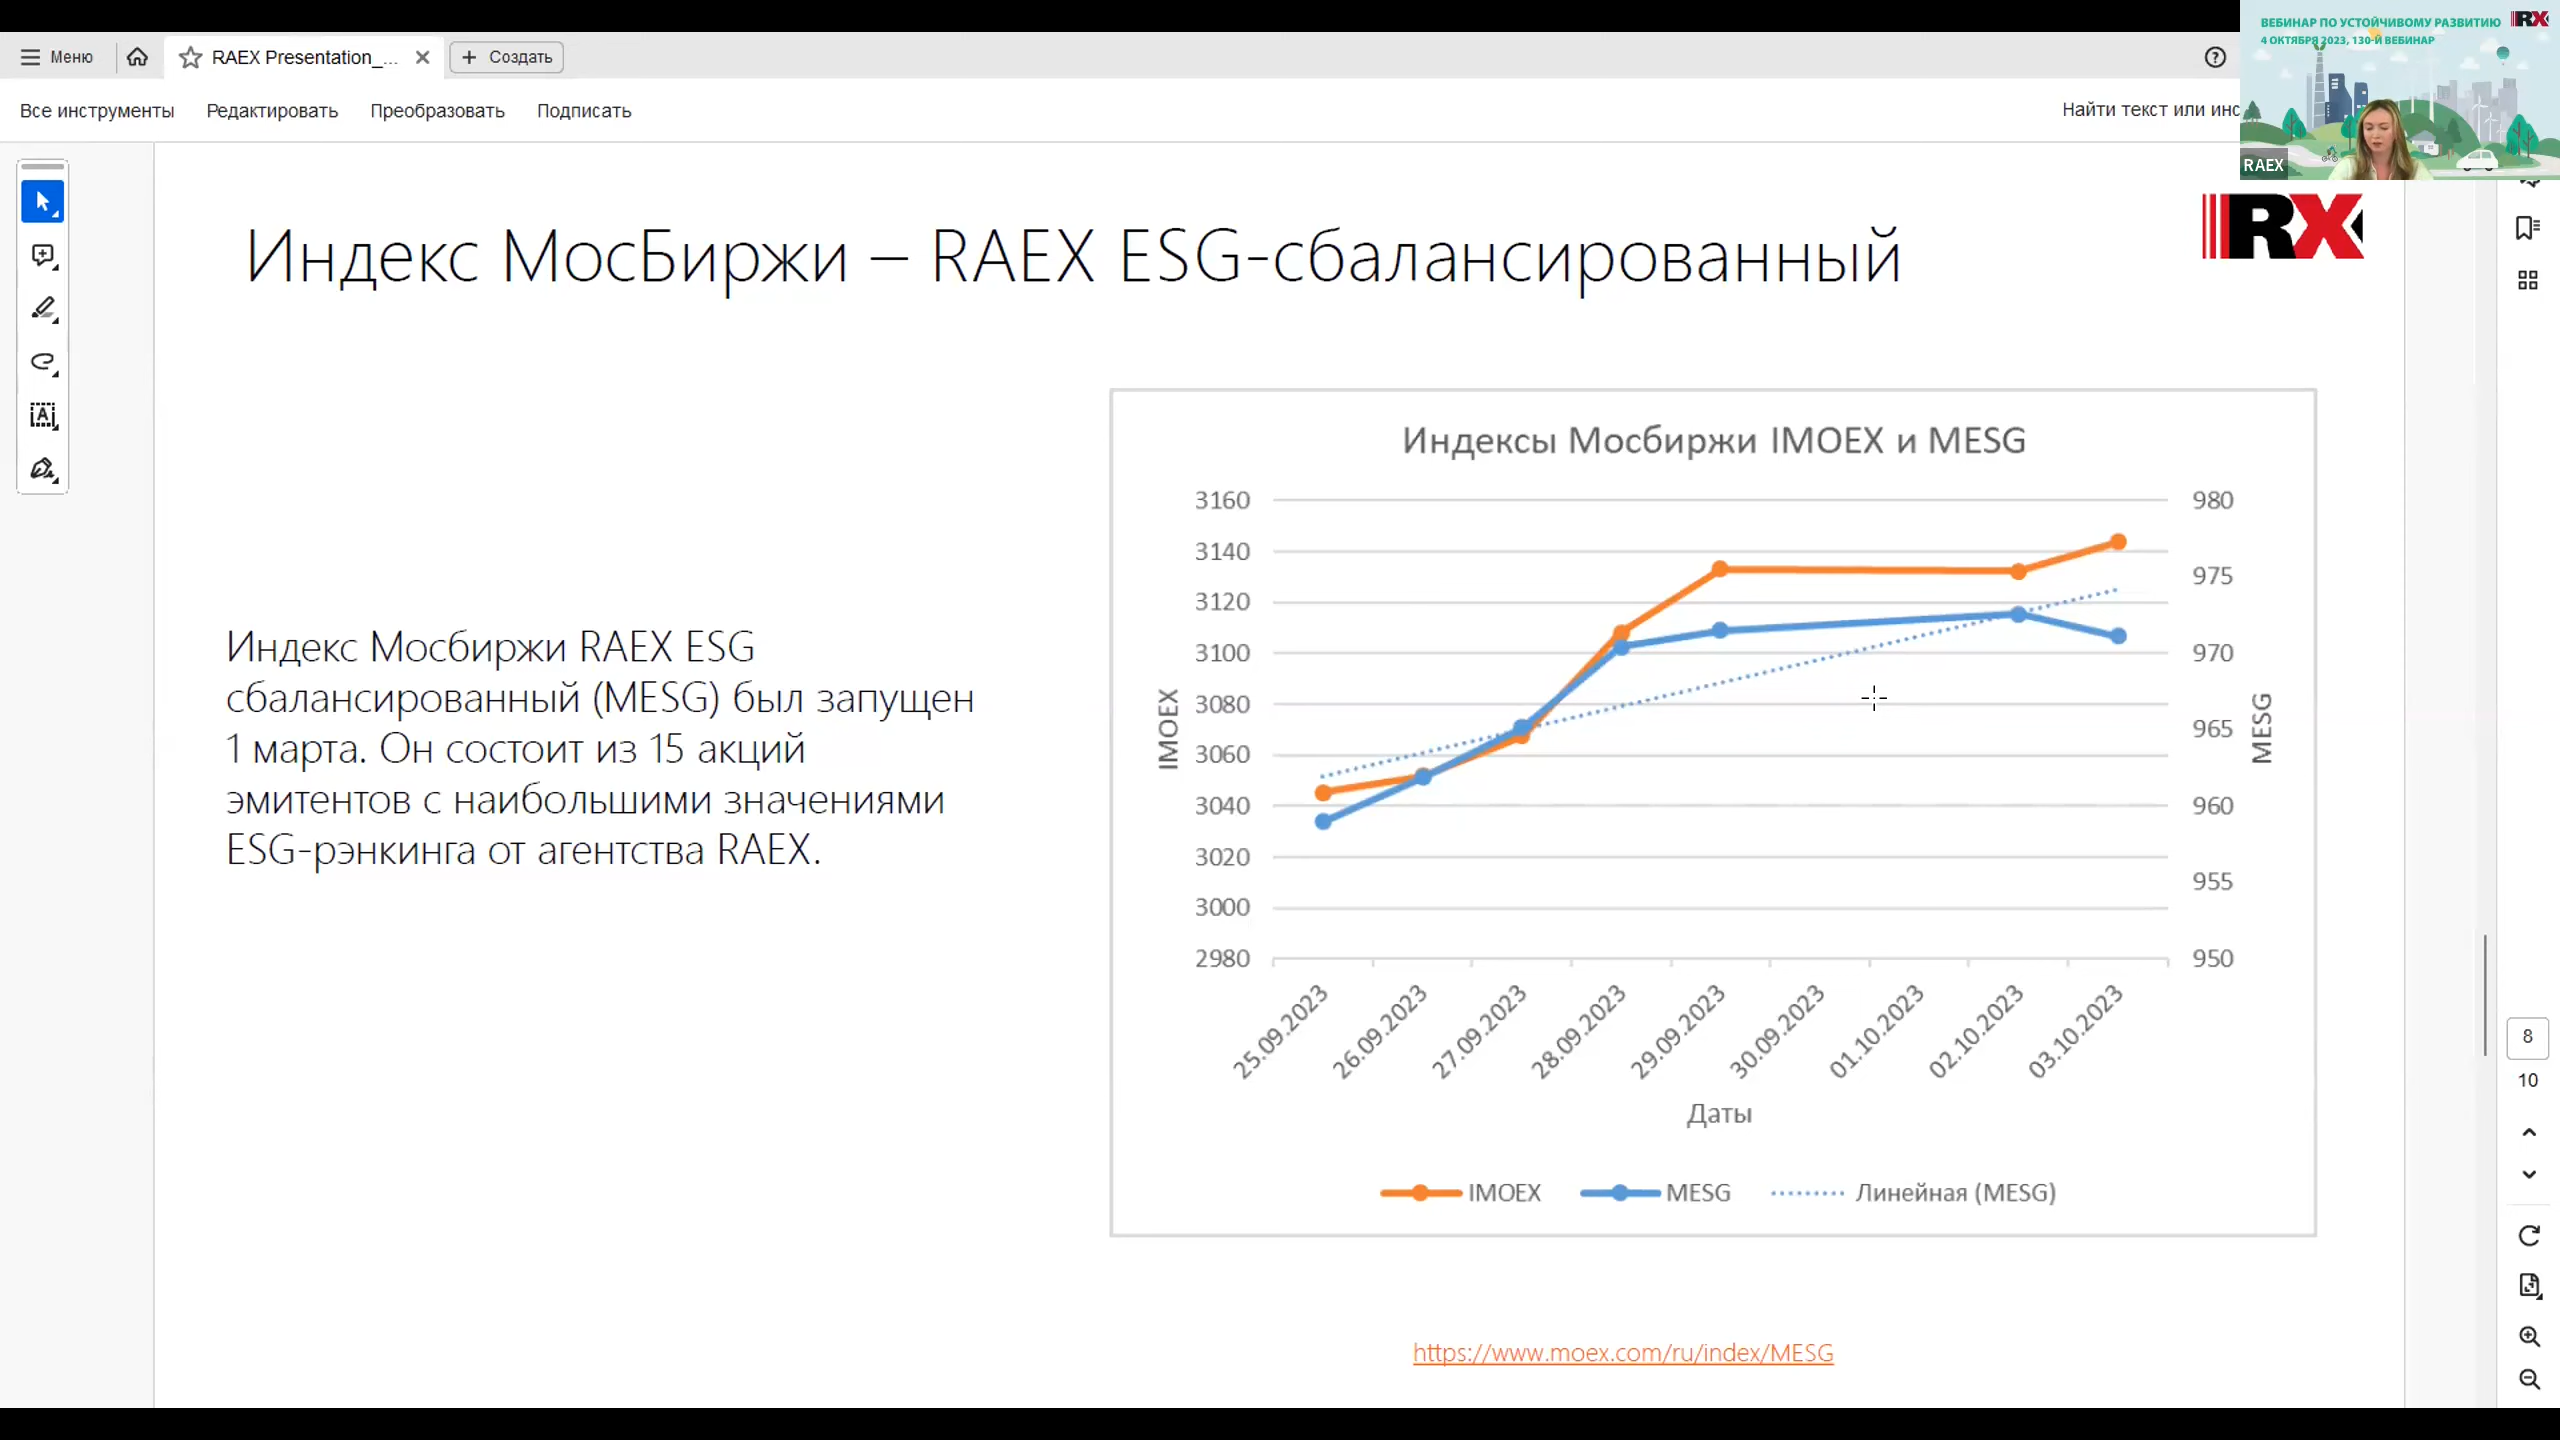 ВЕБИНАР ПО УСТОЙЧИВОМУ РАЗВИТИЮ
RX
4 ОКТЯБРЯ 2023, 130-Й ВЕБИНАР
RAEX
Меню
RAEX Presentation_...
Создать
Все инструменты
Редактировать
Преобразовать
Подписать
Найти текст или инс
Индекс МосБиржи – RAEX ESG-сбалансированный
RX
Индекс Мосбиржи RAEX ESG
сбалансированный (MESG) был запущен
1 марта. Он состоит из 15 акций
эмитентов с наибольшими значениями
ESG-рэнкинга от агентства RAEX.
Индексы Мосбиржи IMOEX и MESG
3160
3140
3120
3100
3080
3060
3040
3020
3000
2980
IMOEX
980
975
970
965
960
955
950
MESG
25.09.2023
26.09.2023
27.09.2023
28.09.2023
29.09.2023
30.09.2023
01.10.2023
02.10.2023
03.10.2023
Даты
IMOEX
MESG
Линейная (MESG)
https://www.moex.com/ru/index/MESG
8
10